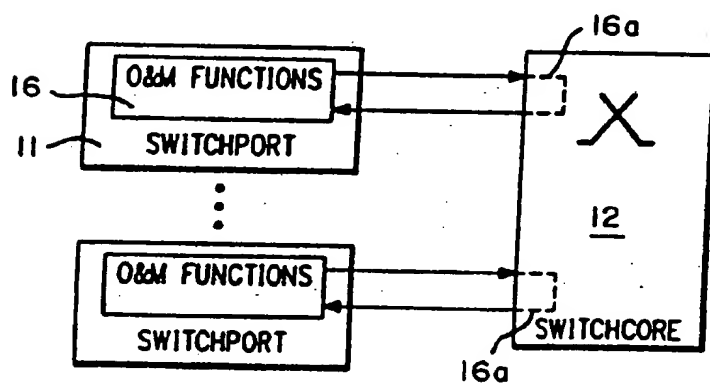 16a
O&M FUNCTIONS
16
11
SWITCHPORT
12
O&M FUNCTIONS
SWITCHPORT
SWITCHCORE
16a